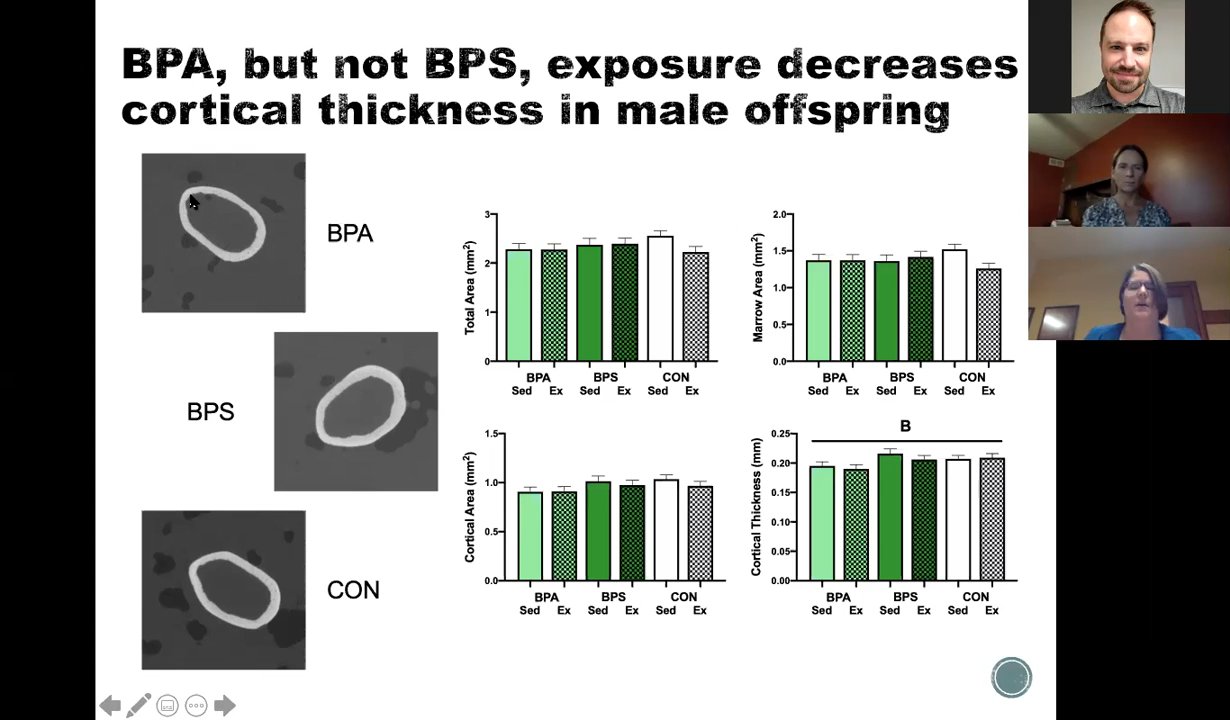 BPA, but not BPS, exposure decreases
cortical thickness in male offspring
BPA
BPS
CON
Total Area (mm²)
3
2
1
0
BPA BPS CON
Sed Ex Sed Ex Sed Ex
Marrow Area (mm²)
2.0
1.5
1.0
0.5
0.0
BPA BPS CON
Sed Ex Sed Ex Sed Ex
Cortical Area (mm²)
1.5
1.0
0.5
0.0
BPA BPS CON
Sed Ex Sed Ex Sed Ex
Cortical Thickness (mm)
B
0.25
0.20
0.15
0.10
0.05
0.00
BPA BPS CON
Sed Ex Sed Ex Sed Ex